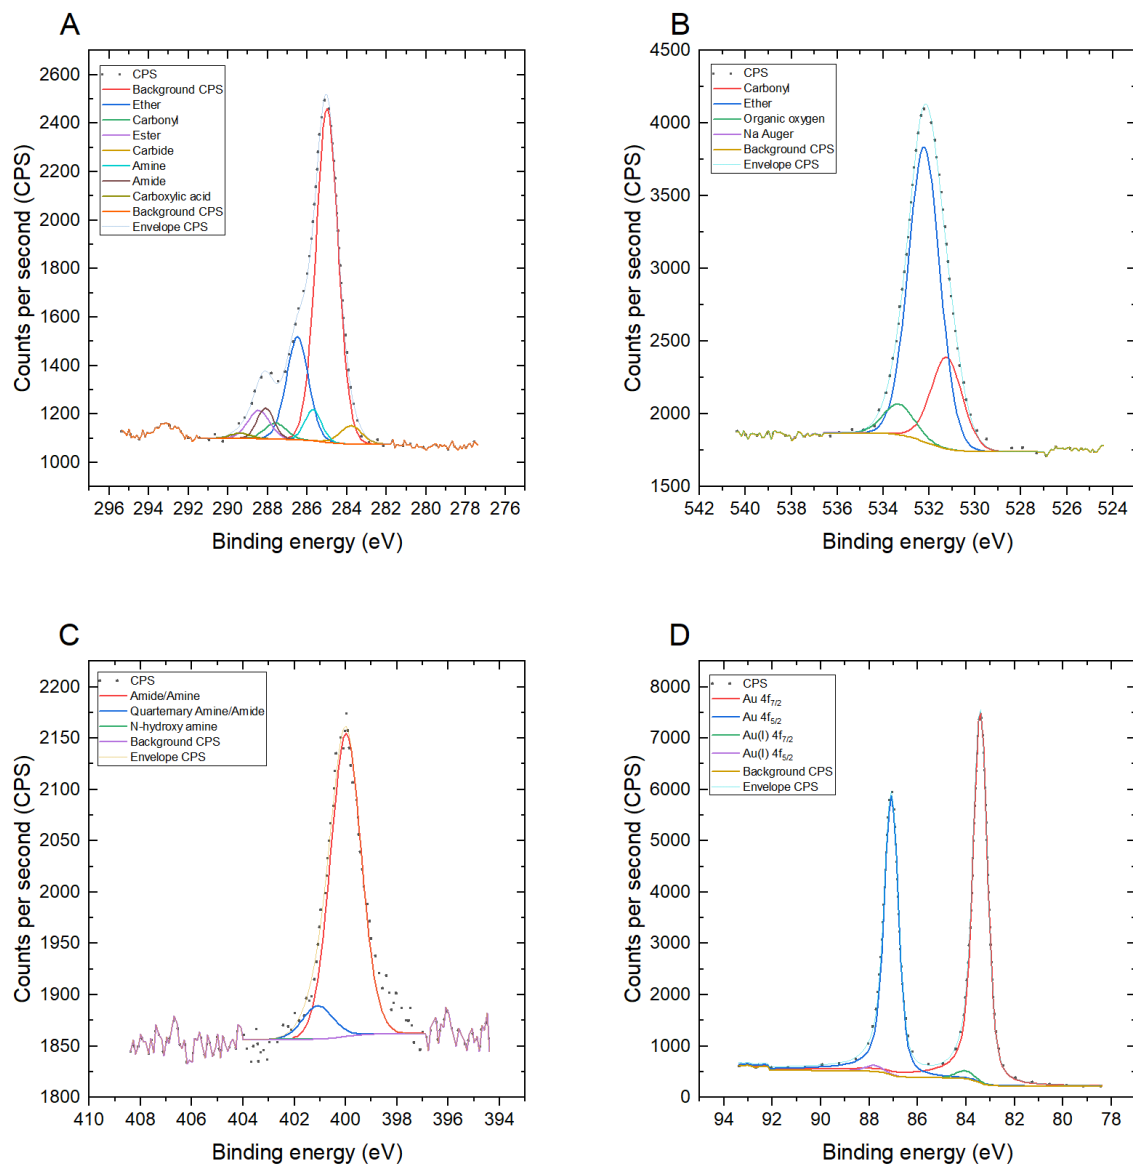 A
Counts per second (CPS)
2600
2400
2200
2000
1800
1600
1400
1200
1000
CPS
Background CPS
Ether
Carbonyl
Ester
Carbide
Amine
Amide
Carboxylic acid
Background CPS
Envelope CPS
296 294 292 290 288 286 284 282 280 278 276
Binding energy (eV)
B
Counts per second (CPS)
4500
4000
3500
3000
2500
2000
1500
CPS
Carbonyl
Ether
Organic oxygen
Na Auger
Background CPS
Envelope CPS
542 540 538 536 534 532 530 528 526 524
Binding energy (eV)
C
Counts per second (CPS)
2200
2150
2100
2050
2000
1950
1900
1850
1800
CPS
Amide/Amine
Quarternary Amine/Amide
N-hydroxy amine
Background CPS
Envelope CPS
410 408 406 404 402 400 398 396 394
Binding energy (eV)
D
Counts per second (CPS)
8000
7000
6000
5000
4000
3000
2000
1000
0
CPS
Au 4f7/2
Au 4f5/2
Au(I) 4f7/2
Au(I) 4f5/2
Background CPS
Envelope CPS
94 92 90 88 86 84 82 80 78
Binding energy (eV)